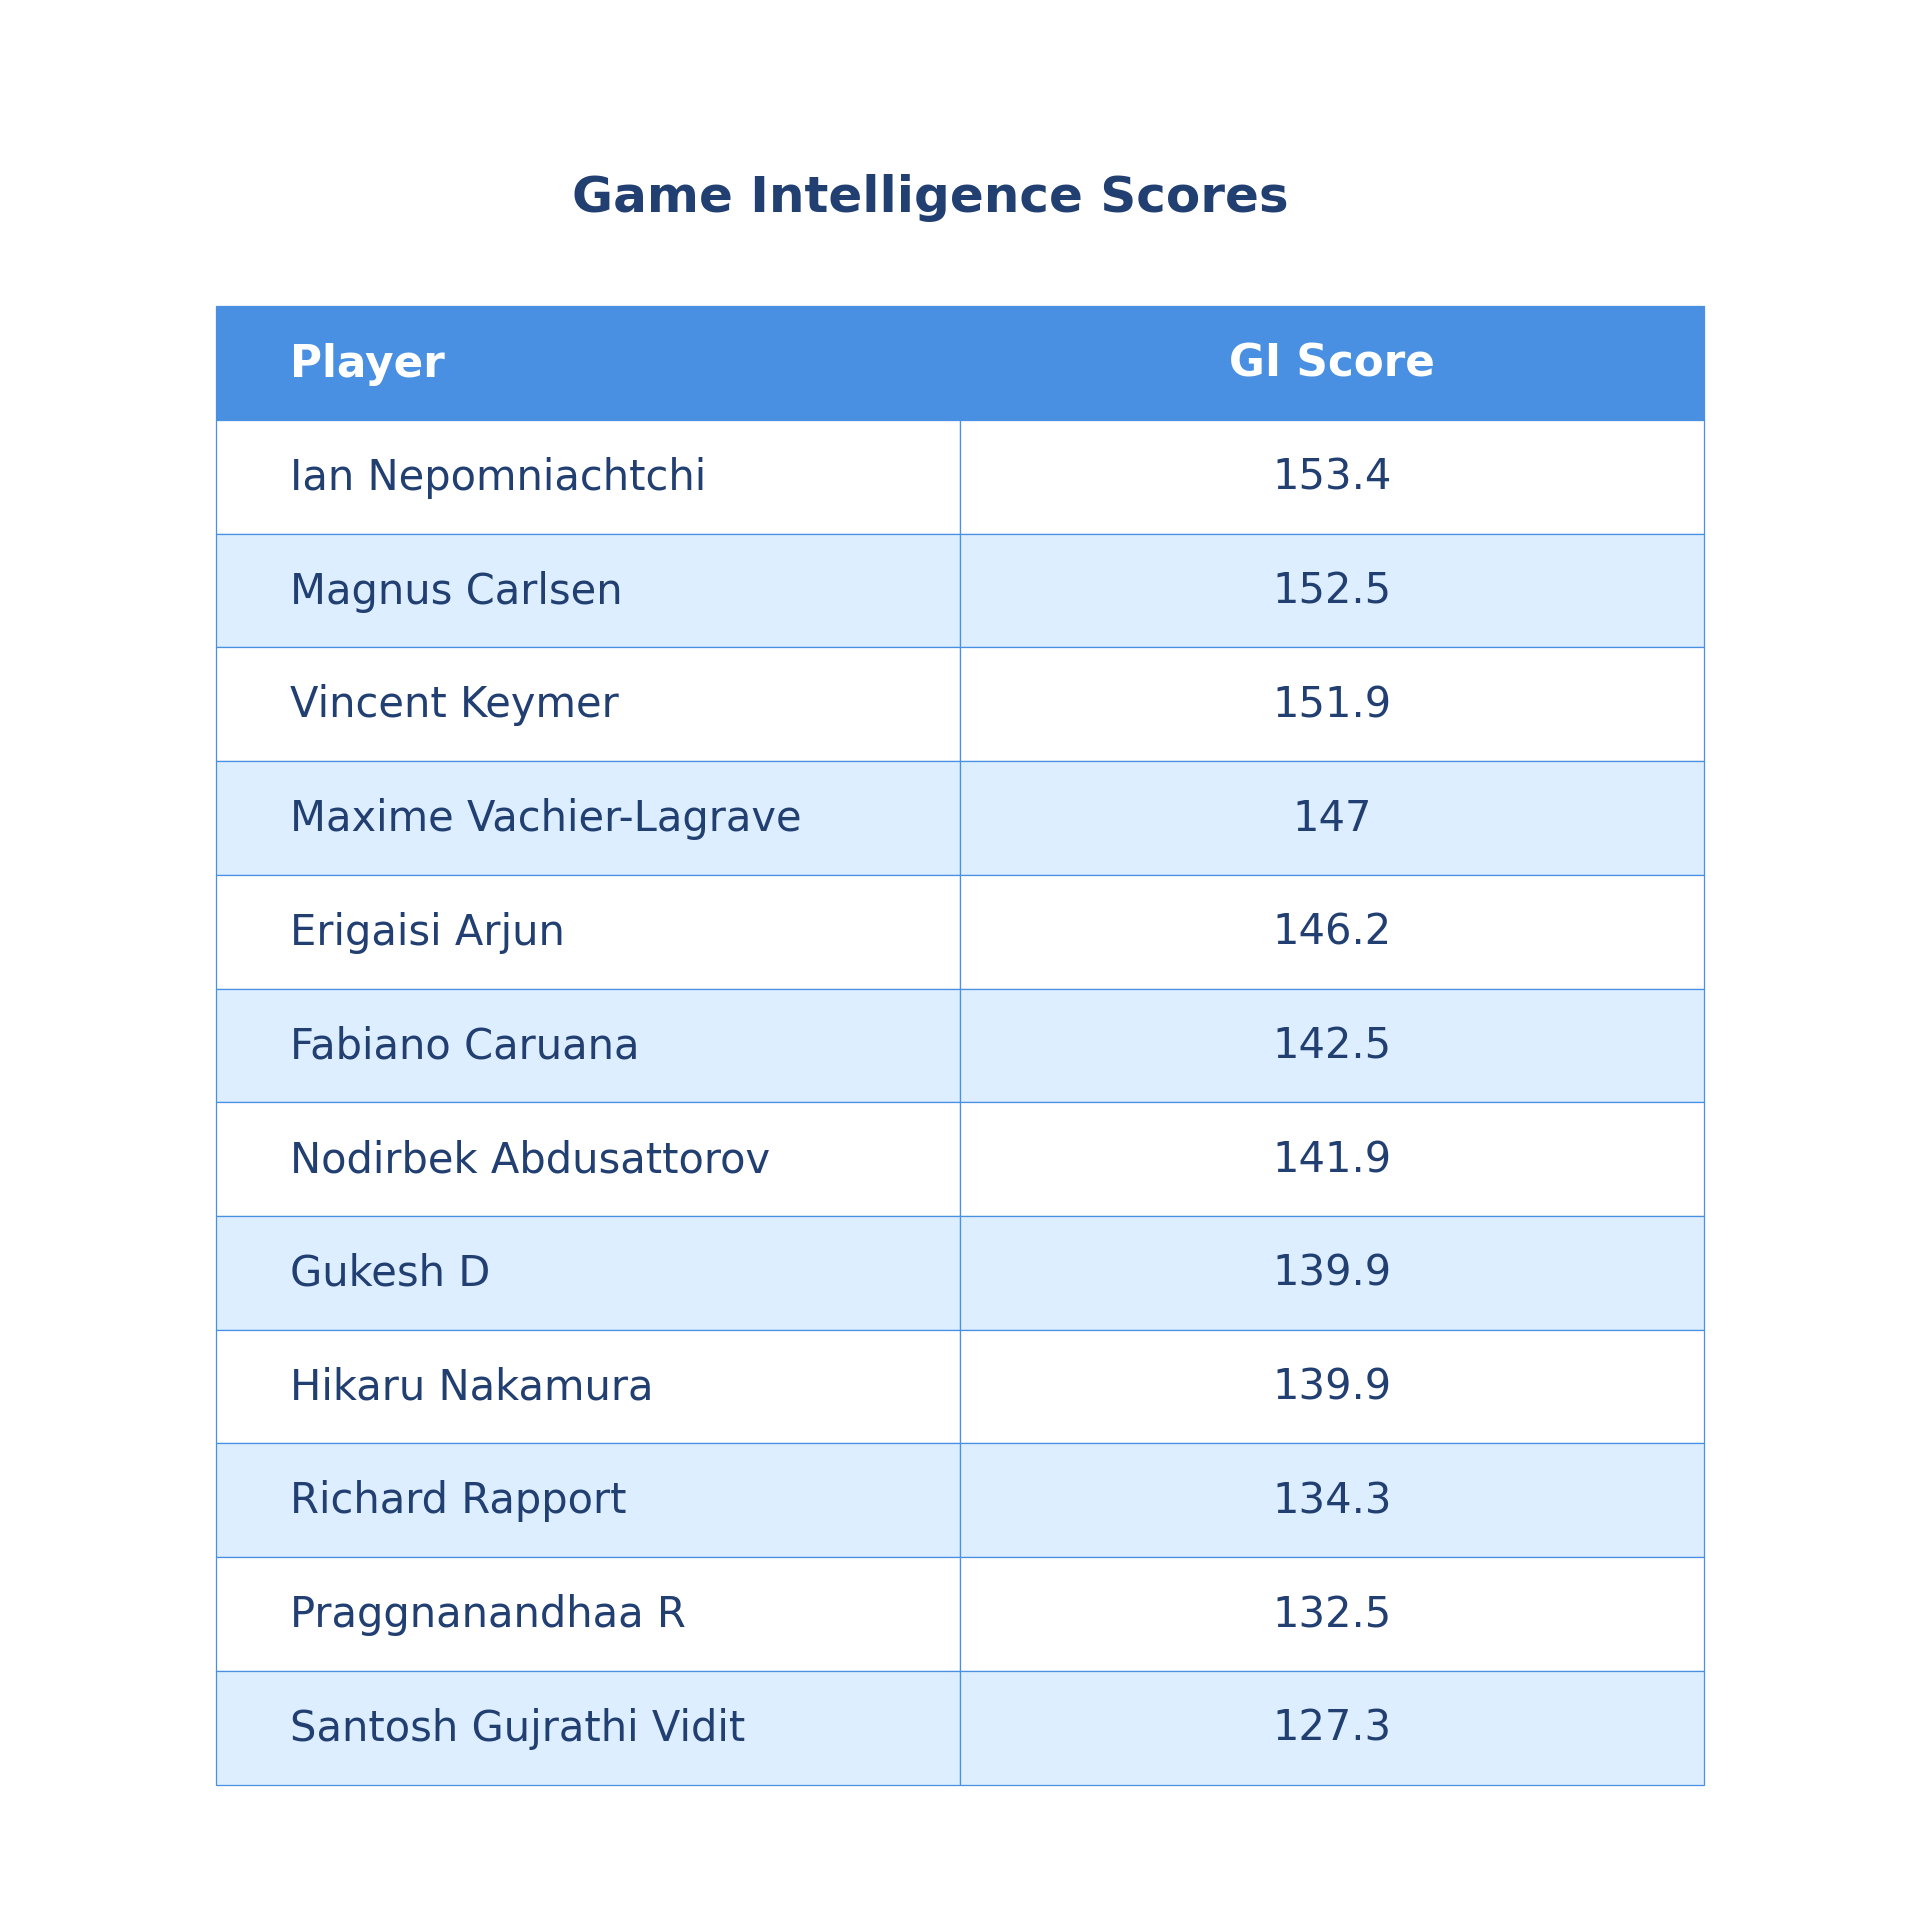 Game Intelligence Scores
Player GI Score
Ian Nepomniachtchi 153.4
Magnus Carlsen 152.5
Vincent Keymer 151.9
Maxime Vachier-Lagrave 147
Erigaisi Arjun 146.2
Fabiano Caruana 142.5
Nodirbek Abdusattorov 141.9
Gukesh D 139.9
Hikaru Nakamura 139.9
Richard Rapport 134.3
Praggnanandhaa R 132.5
Santosh Gujrathi Vidit 127.3